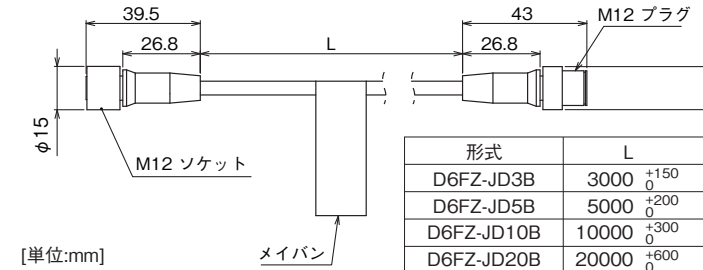 39.5
43
M12 プラグ
26.8
L
26.8
φ15
M12 ソケット
メイバン
[単位:mm]
形式 L
D6FZ-JD3B 3000 +150 0
D6FZ-JD5B 5000 +200 0
D6FZ-JD10B 10000 +300 0
D6FZ-JD20B 20000 +600 0